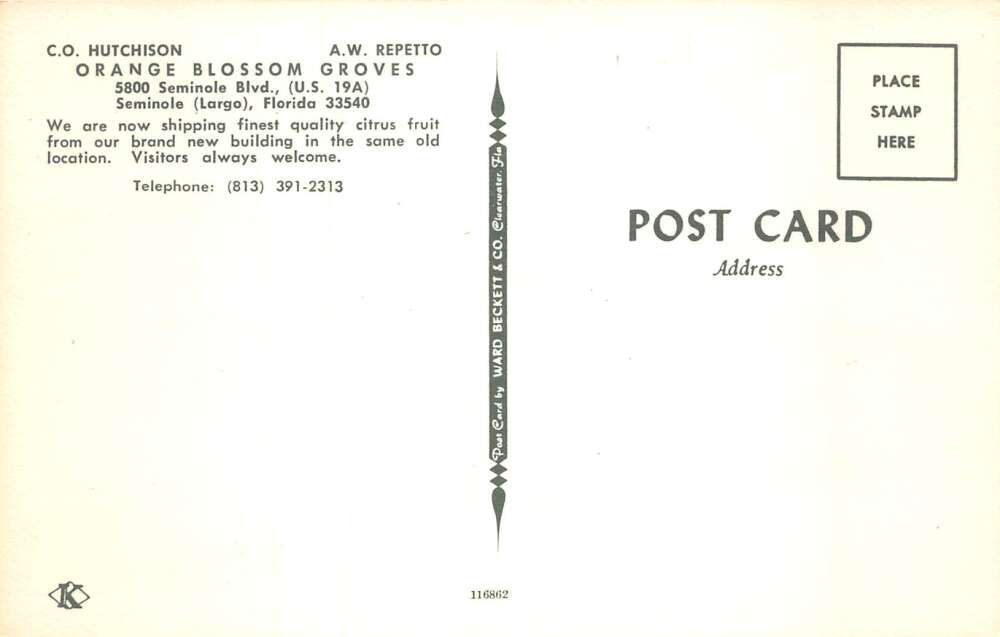 C.O. HUTCHISON A.W. REPETTO
ORANGE BLOSSOM GROVES
5800 Seminole Blvd., (U.S. 19A)
Seminole (Largo), Florida 33540
We are now shipping finest quality citrus fruit
from our brand new building in the same old
location. Visitors always welcome.
Telephone: (813) 391-2313
Post Card by WARD BECKETT & CO. Clearwater, Fla
PLACE
STAMP
HERE
POST CARD
Address
K
116862